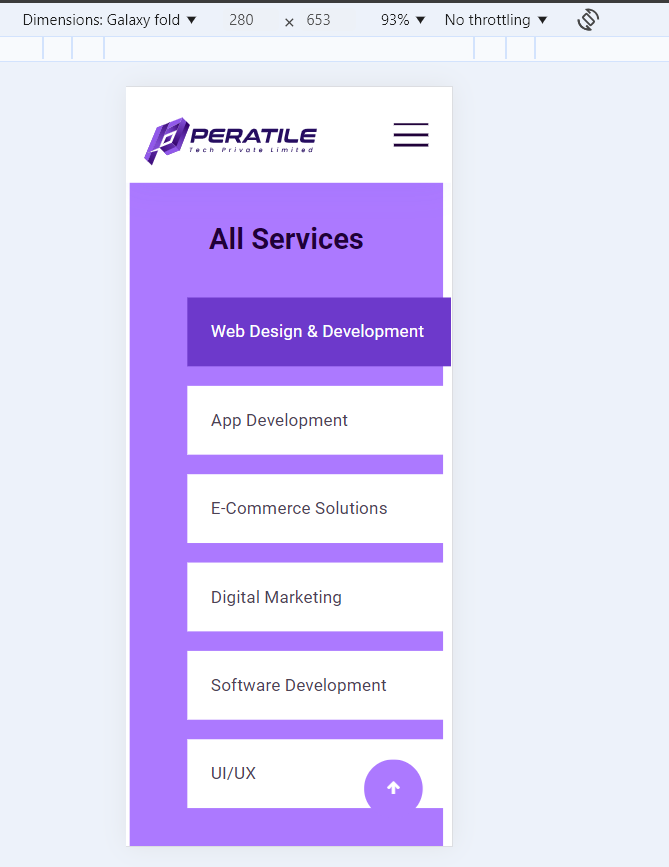 Dimensions: Galaxy fold ▼ 280 × 653 93% ▼ No throttling ▼
PERATILE
Tech Private Limited
All Services
Web Design & Development
App Development
E-Commerce Solutions
Digital Marketing
Software Development
UI/UX